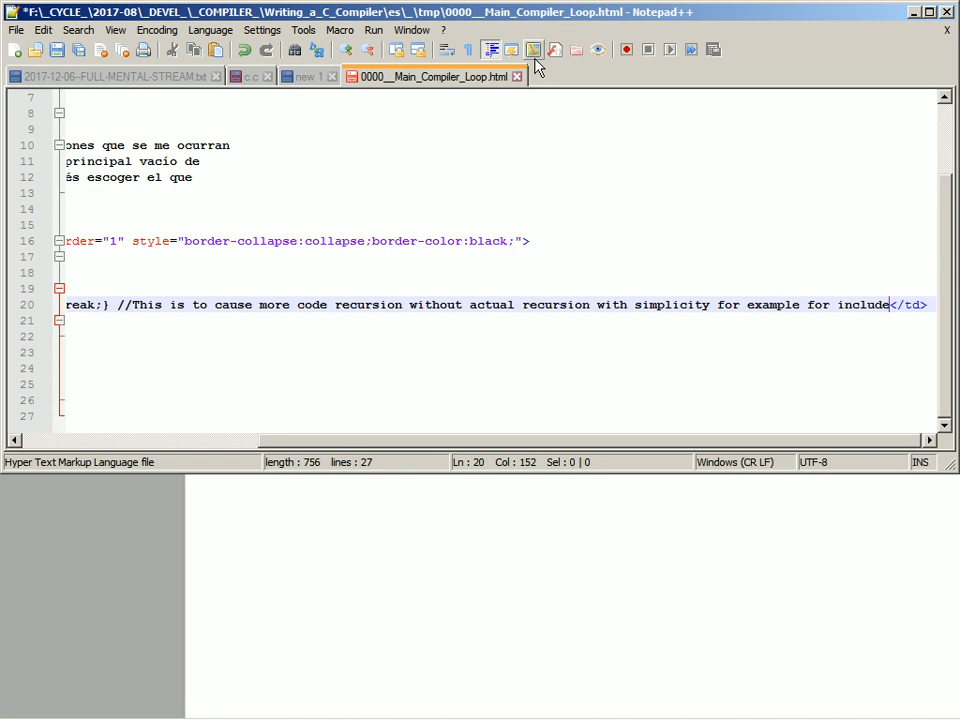 *F:\_CYCLE_\2017-08\_DEVEL_\_COMPILER_\Writing_a_C_Compiler\es\_\tmp\0000__Main_Compiler_Loop.html - Notepad++
File Edit Search View Encoding Language Settings Tools Macro Run Window ? X
2017-12-06--FULL-MENTAL-STREAM.txt c.c new 1 0000__Main_Compiler_Loop.html
7
8
9
10 ones que se me ocurran
11 principal vacío de
12 és escoger el que
13
14
15
16 rder="1" style="border-collapse:collapse;border-color:black;">
17
18
19
20 reak;} //This is to cause more code recursion without actual recursion with simplicity for example for include</td>
21
22
23
24
25
26
27
Hyper Text Markup Language file length : 756 lines : 27 Ln : 20 Col : 152 Sel : 0 | 0 Windows (CR LF) UTF-8 INS